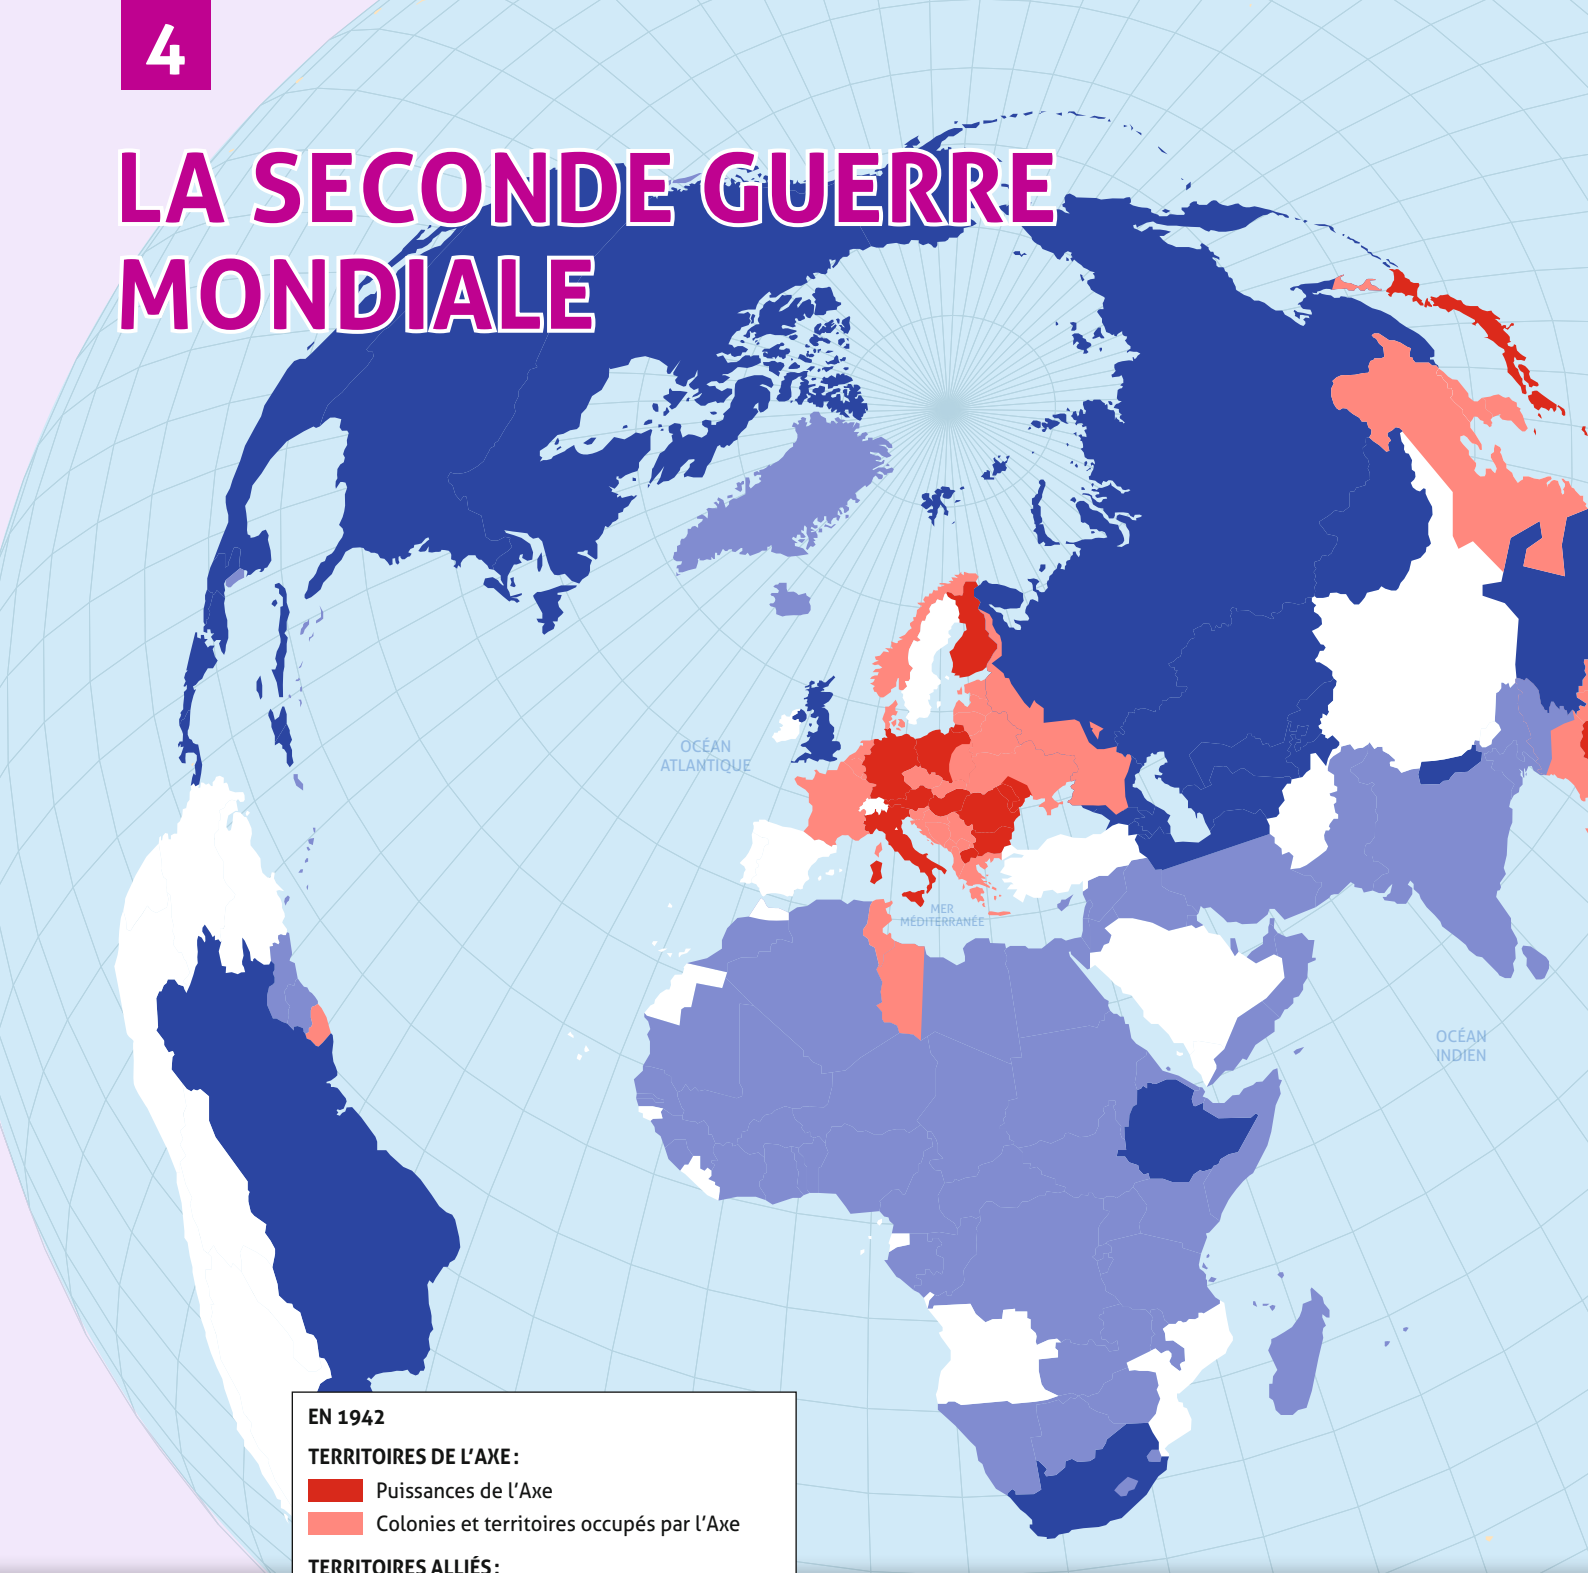 4
LA SECONDE GUERRE
MONDIALE
OCÉAN
ATLANTIQUE
MER
MÉDITERRANÉE
OCÉAN
INDIEN
EN 1942
TERRITOIRES DE L'AXE :
Puissances de l'Axe
Colonies et territoires occupés par l'Axe
TERRITOIRES ALLIÉS :